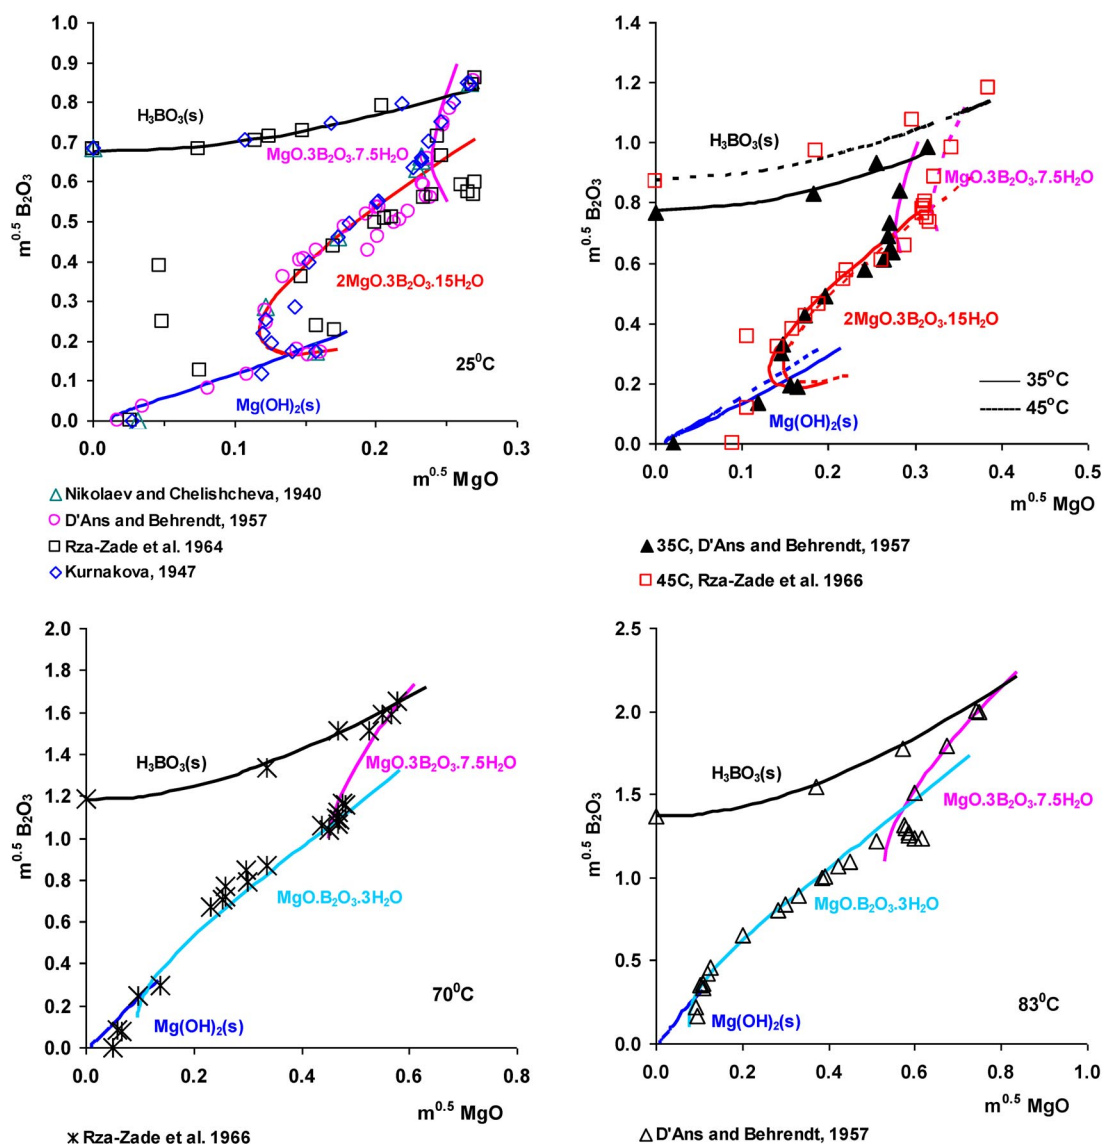 1.0
0.9
0.8
0.7
0.6
0.5
0.4
0.3
0.2
0.1
0.0
m^0.5 B₂O₃
H₃BO₃(s)
MgO.3B₂O₃.7.5H₂O
2MgO.3B₂O₃.15H₂O
25⁰C
Mg(OH)₂(s)
0.0 0.1 0.2 0.3
m^0.5 MgO
Nikolaev and Chelishcheva, 1940
D'Ans and Behrendt, 1957
Rza-Zade et al. 1964
Kurnakova, 1947
1.4
1.2
1.0
0.8
0.6
0.4
0.2
0.0
m^0.5 B₂O₃
H₃BO₃(s)
MgO.3B₂O₃.7.5H₂O
2MgO.3B₂O₃.15H₂O
35°C
45°C
Mg(OH)₂(s)
0.0 0.1 0.2 0.3 0.4 0.5
m^0.5 MgO
35C, D'Ans and Behrendt, 1957
45C, Rza-Zade et al. 1966
2.0
1.8
1.6
1.4
1.2
1.0
0.8
0.6
0.4
0.2
0.0
m^0.5 B₂O₃
H₃BO₃(s)
MgO.3B₂O₃.7.5H₂O
MgO.B₂O₃.3H₂O
70⁰C
Mg(OH)₂(s)
0.0 0.2 0.4 0.6 0.8
m^0.5 MgO
Rza-Zade et al. 1966
2.5
2.0
1.5
1.0
0.5
0.0
m^0.5 B₂O₃
H₃BO₃(s)
MgO.3B₂O₃.7.5H₂O
MgO.B₂O₃.3H₂O
83⁰C
Mg(OH)₂(s)
0.0 0.2 0.4 0.6 0.8 1.0
m^0.5 MgO
D'Ans and Behrendt, 1957